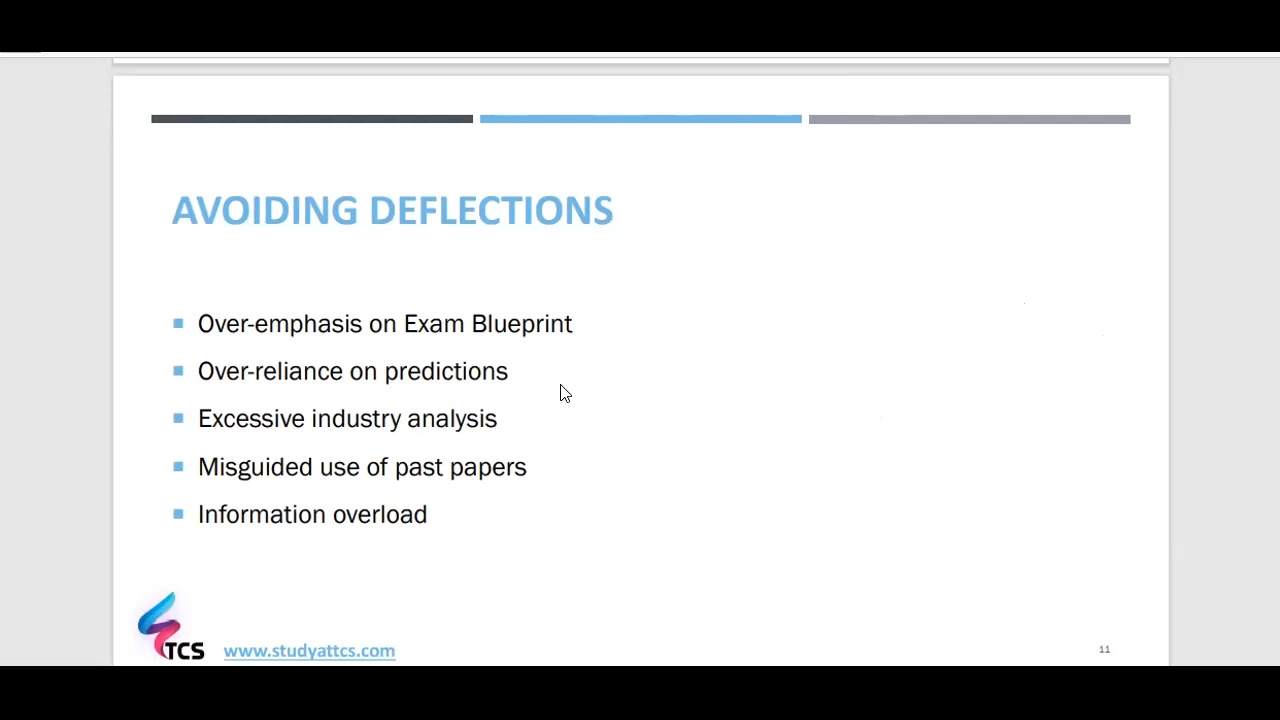 AVOIDING DEFLECTIONS
Over-emphasis on Exam Blueprint
Over-reliance on predictions
Excessive industry analysis
Misguided use of past papers
Information overload
TCS
www.studyattcs.com
11